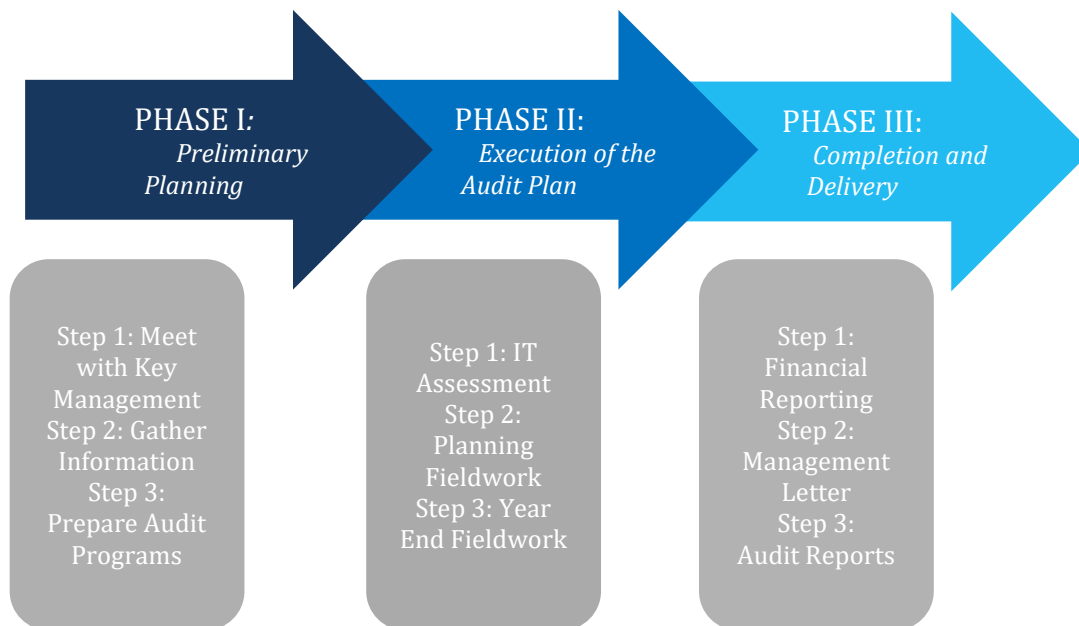 PHASE I:
Preliminary
Planning
PHASE II:
Execution of the
Audit Plan
PHASE III:
Completion and
Delivery
Step 1: Meet
with Key
Management
Step 2: Gather
Information
Step 3:
Prepare Audit
Programs
Step 1: IT
Assessment
Step 2:
Planning
Fieldwork
Step 3: Year
End Fieldwork
Step 1:
Financial
Reporting
Step 2:
Management
Letter
Step 3:
Audit Reports